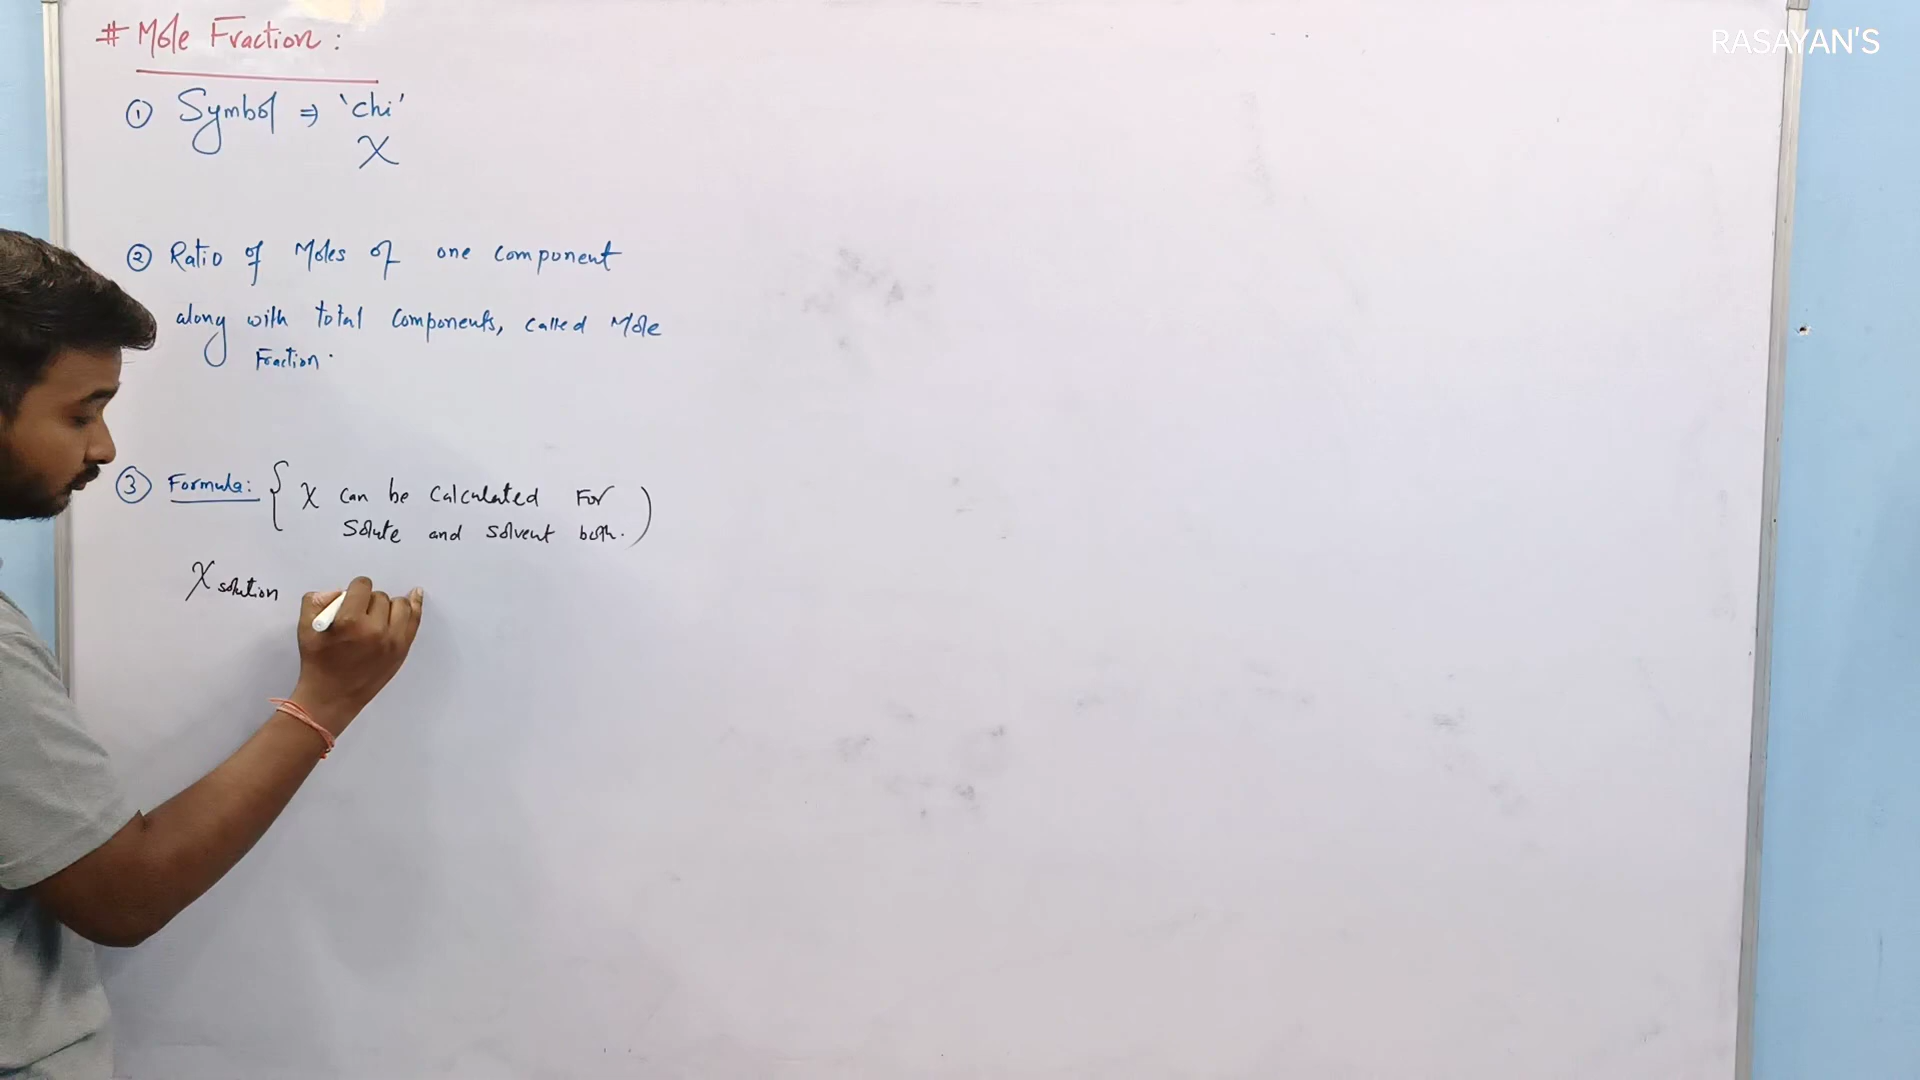 RASAYAN'S
# Mole Fraction :
① Symbol ⇒ 'chi'
χ
② Ratio of Moles of one component
along with total components, called Mole
Fraction.
③ Formula: { χ can be calculated For
solute and solvent both. )
χ solution